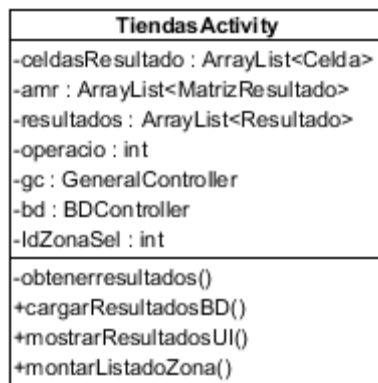 TiendasActivity
-celdasResultado : ArrayList<Celda>
-amr : ArrayList<MatrizResultado>
-resultados : ArrayList<Resultado>
-operacio : int
-gc : GeneralController
-bd : BDController
-IdZonaSel : int
-obtenerresultados()
+cargarResultadosBD()
+mostrarResultadosUI()
+montarListadoZona()